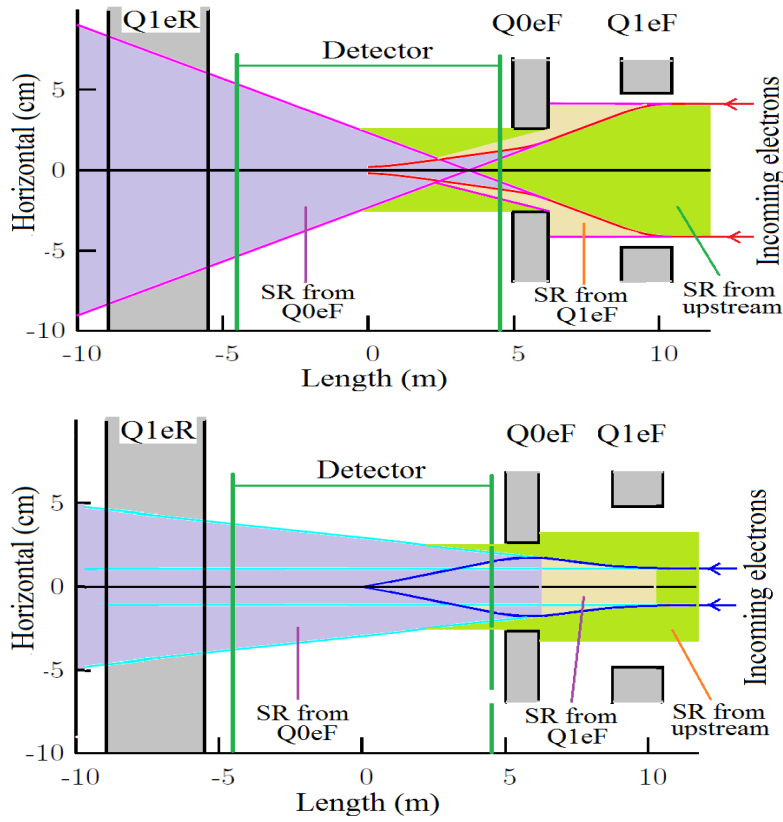 Q1eR
Q0eF
Q1eF
Detector
5
0
-5
-10
Horizontal (cm)
Incoming electrons
SR from
Q0eF
SR from
Q1eF
SR from
upstream
-10
-5
0
5
10
Length (m)
Q1eR
Q0eF
Q1eF
Detector
5
0
-5
-10
Horizontal (cm)
Incoming electrons
SR from
Q0eF
SR from
Q1eF
SR from
upstream
-10
-5
0
5
10
Length (m)